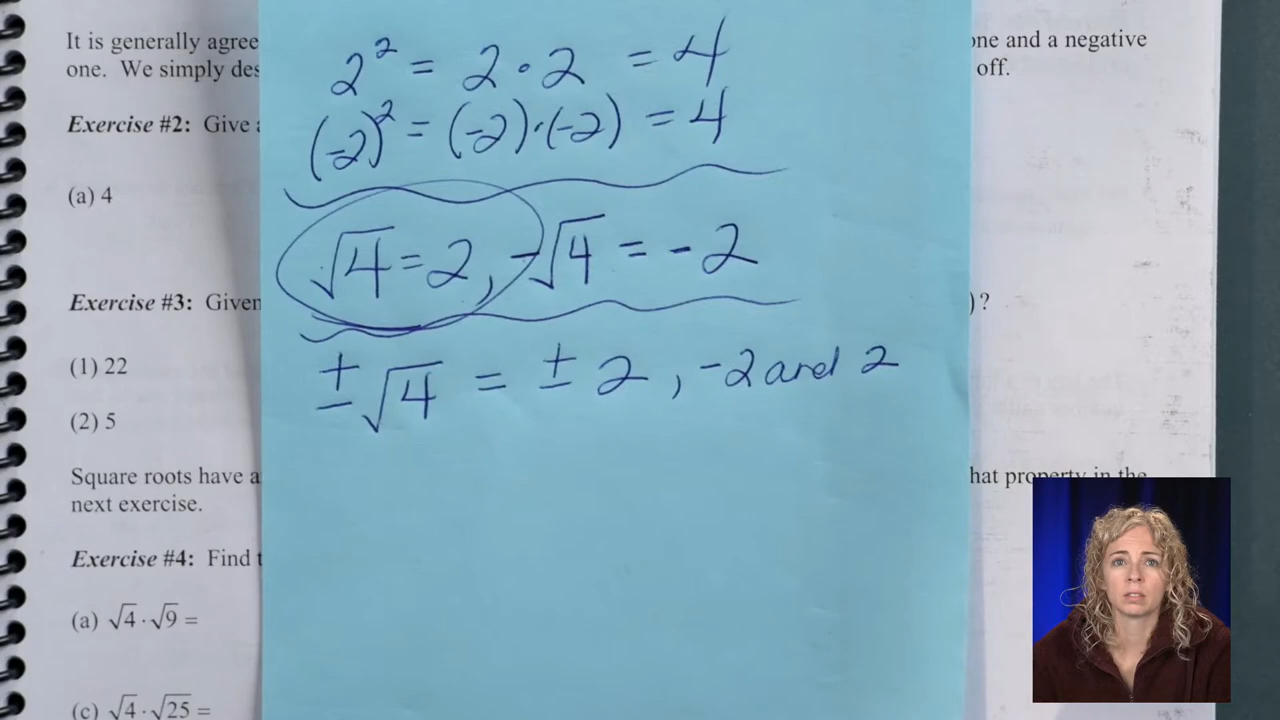 It is generally agree
one and a negative
one. We simply des
off.
Exercise #2: Give
(a) 4
Exercise #3: Given
)?
(1) 22
(2) 5
Square roots have a
hat property in the
next exercise.
Exercise #4: Find t
(a) √4·√9 =
(c) √4·√25 =
2² = 2·2 = 4
(-2)² = (-2)·(-2) = 4
√4 = 2, -√4 = -2
±√4 = ±2, -2 and 2